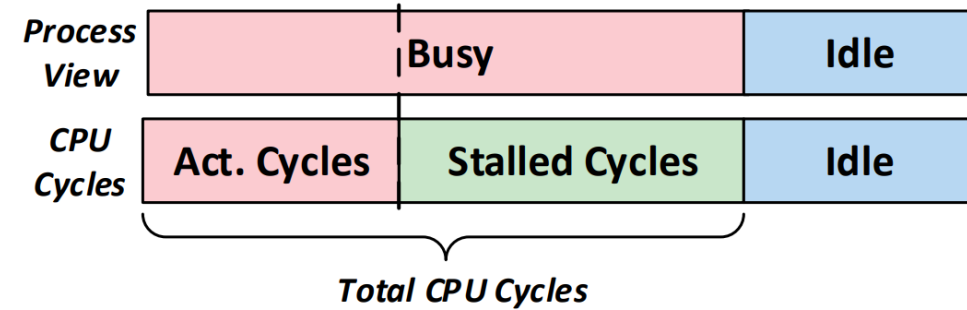 Process
View
Busy
Idle
CPU
Cycles
Act. Cycles
Stalled Cycles
Idle
Total CPU Cycles